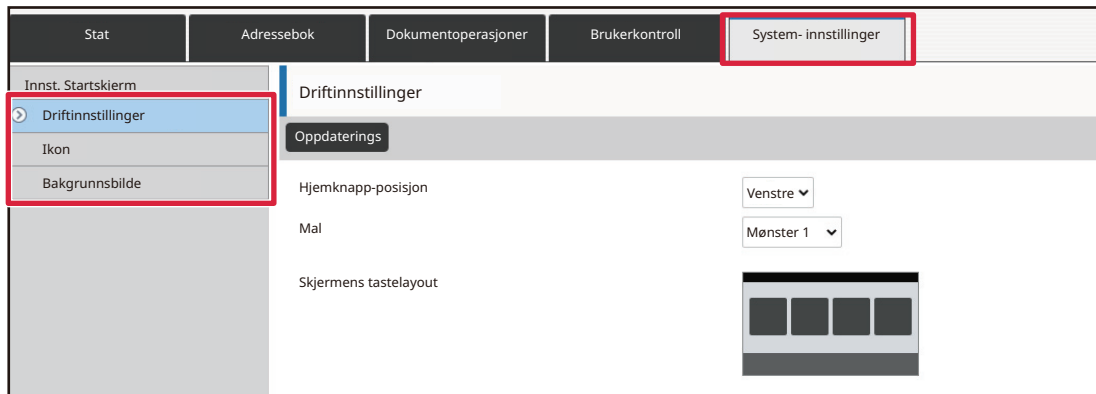 Stat
Adressebok
Dokumentoperasjoner
Brukerkontroll
System- innstillinger
Innst. Startskjerm
Driftinnstillinger
Ikon
Bakgrunnsbilde
Driftinnstillinger
Oppdaterings
Hjemknapp-posisjon
Venstre
Mal
Mønster 1
Skjermens tastelayout